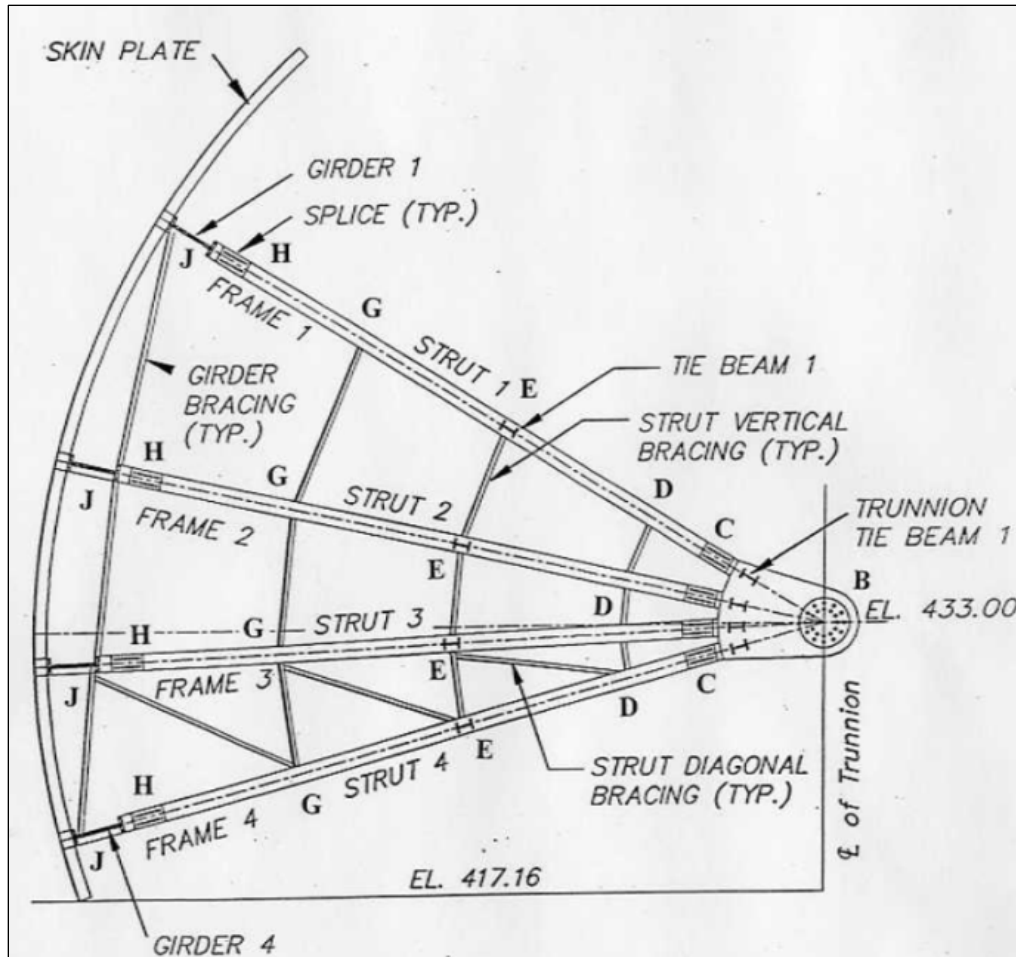 SKIN PLATE
GIRDER 1
SPLICE (TYP.)
J
H
FRAME 1
G
STRUT 1
E
TIE BEAM 1
STRUT VERTICAL
BRACING (TYP.)
GIRDER
BRACING
(TYP.)
D
C
TRUNNION
TIE BEAM 1
B
EL. 433.00
H
J
FRAME 2
G
STRUT 2
E
D
H
J
FRAME 3
G
STRUT 3
E
D
C
H
J
FRAME 4
G
STRUT 4
E
STRUT DIAGONAL
BRACING (TYP.)
℄ of Trunnion
EL. 417.16
GIRDER 4